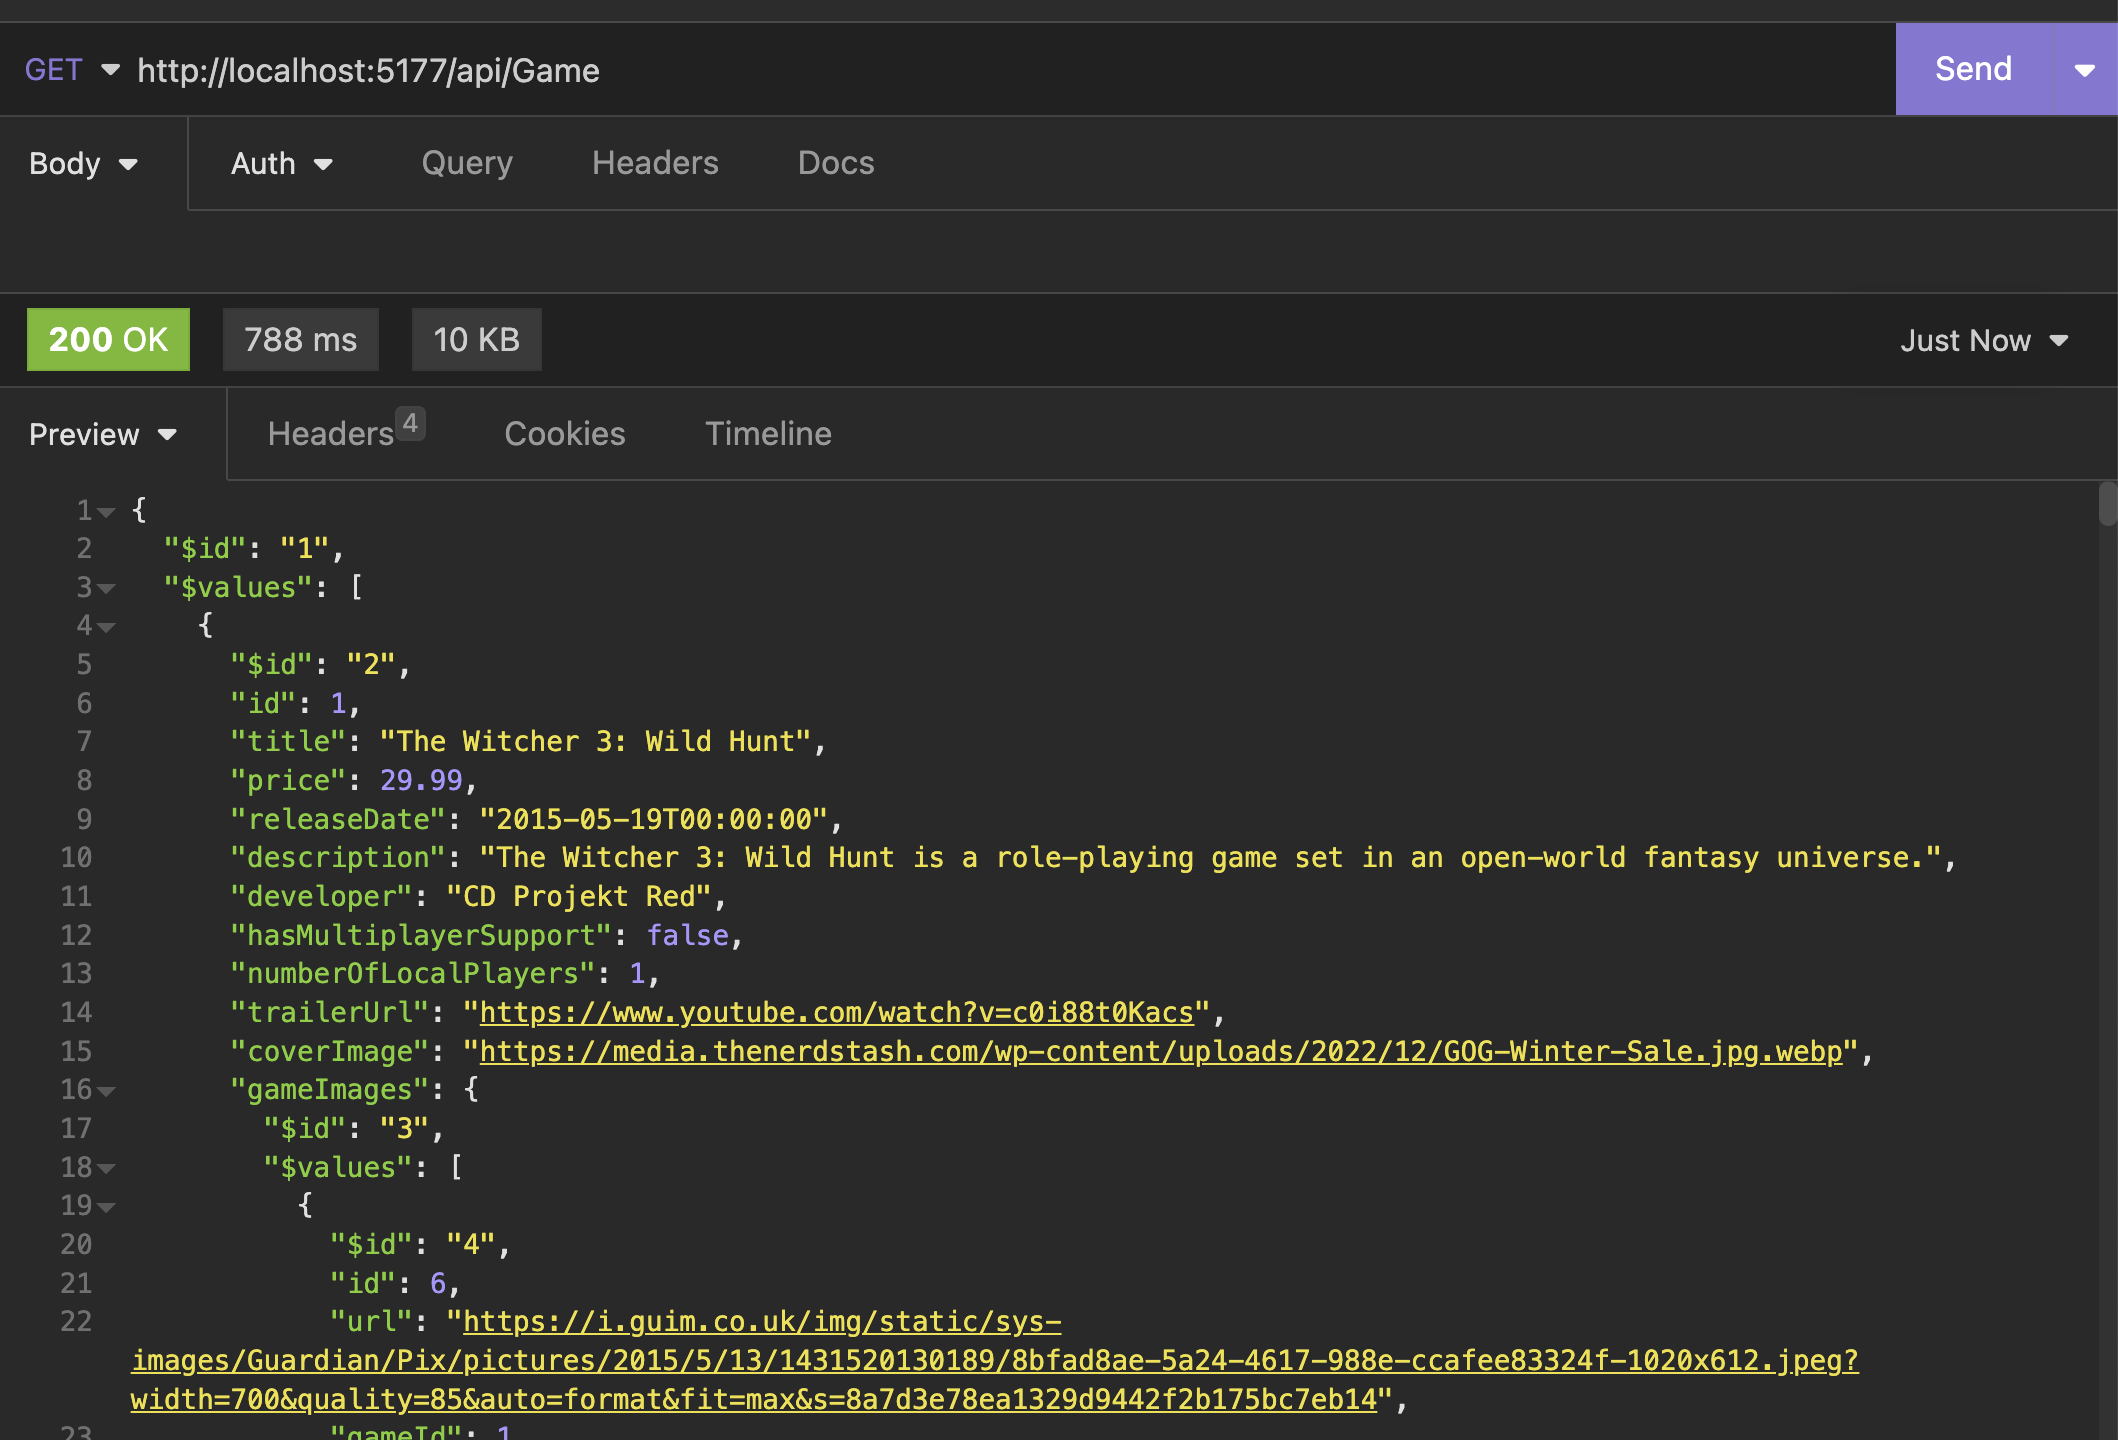 GET http://localhost:5177/api/Game Send
Body Auth Query Headers Docs
200 OK 788 ms 10 KB Just Now
Preview Headers 4 Cookies Timeline
1 {
2 "$id": "1",
3 "$values": [
4 {
5 "$id": "2",
6 "id": 1,
7 "title": "The Witcher 3: Wild Hunt",
8 "price": 29.99,
9 "releaseDate": "2015-05-19T00:00:00",
10 "description": "The Witcher 3: Wild Hunt is a role-playing game set in an open-world fantasy universe.",
11 "developer": "CD Projekt Red",
12 "hasMultiplayerSupport": false,
13 "numberOfLocalPlayers": 1,
14 "trailerUrl": "https://www.youtube.com/watch?v=c0i88t0Kacs",
15 "coverImage": "https://media.thenerdstash.com/wp-content/uploads/2022/12/GOG-Winter-Sale.jpg.webp",
16 "gameImages": {
17 "$id": "3",
18 "$values": [
19 {
20 "$id": "4",
21 "id": 6,
22 "url": "https://i.guim.co.uk/img/static/sys-
images/Guardian/Pix/pictures/2015/5/13/1431520130189/8bfad8ae-5a24-4617-988e-ccafee83324f-1020x612.jpeg?
width=700&quality=85&auto=format&fit=max&s=8a7d3e78ea1329d9442f2b175bc7eb14",
23 "gameId": 1